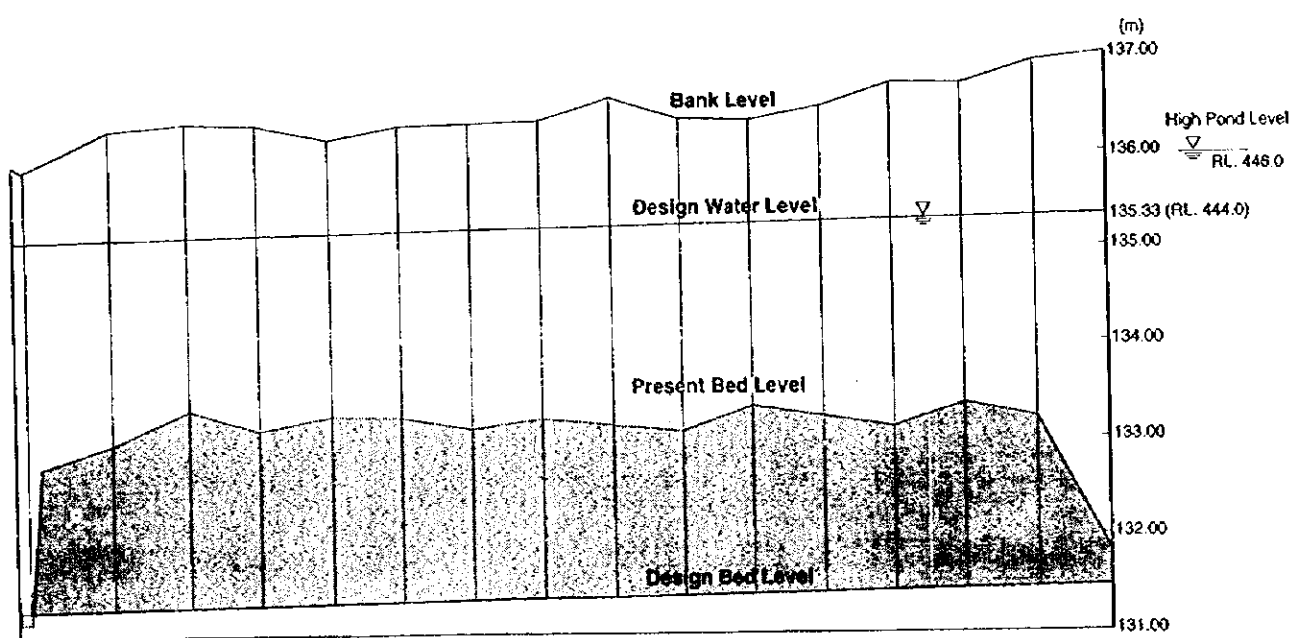 (m)
137.00
Bank Level
High Pond Level
136.00
RL. 446.0
Design Water Level
135.33 (RL. 444.0)
135.00
134.00
Present Bed Level
133.00
132.00
Design Bed Level
131.00